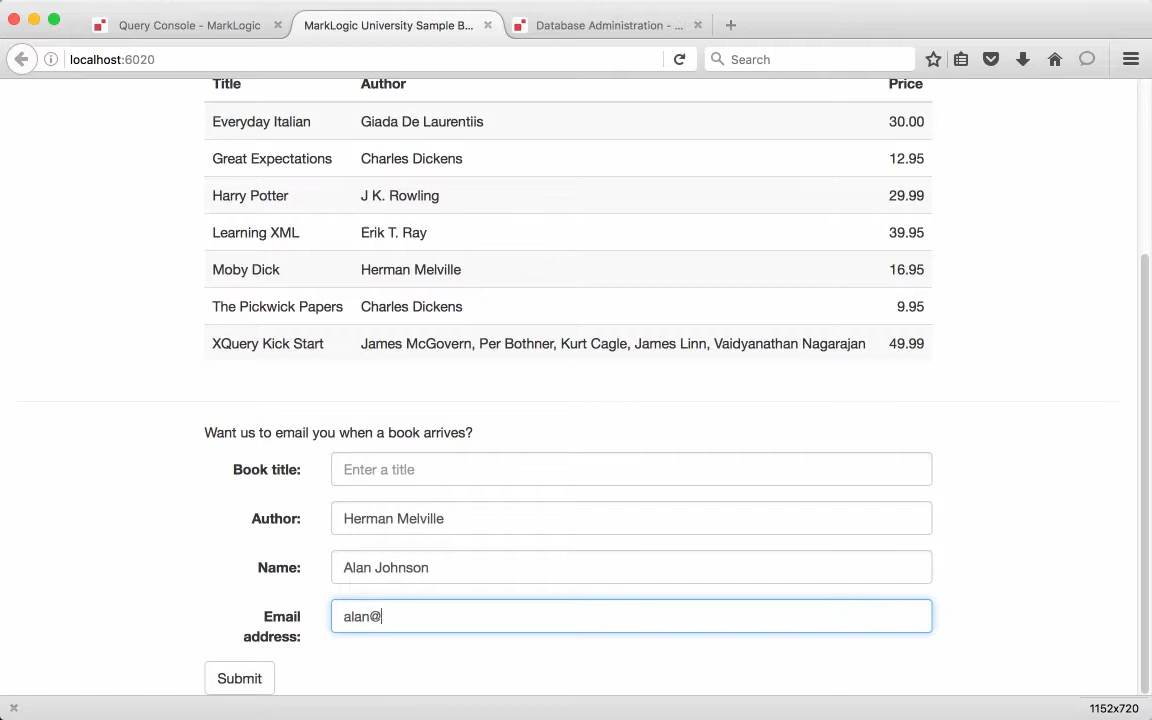 Query Console - MarkLogic
MarkLogic University Sample B...
Database Administration - ...
localhost:6020
Search
Title Author Price
Everyday Italian Giada De Laurentiis 30.00
Great Expectations Charles Dickens 12.95
Harry Potter J K. Rowling 29.99
Learning XML Erik T. Ray 39.95
Moby Dick Herman Melville 16.95
The Pickwick Papers Charles Dickens 9.95
XQuery Kick Start James McGovern, Per Bothner, Kurt Cagle, James Linn, Vaidyanathan Nagarajan 49.99
Want us to email you when a book arrives?
Book title: Enter a title
Author: Herman Melville
Name: Alan Johnson
Email address: alan@
Submit
1152x720